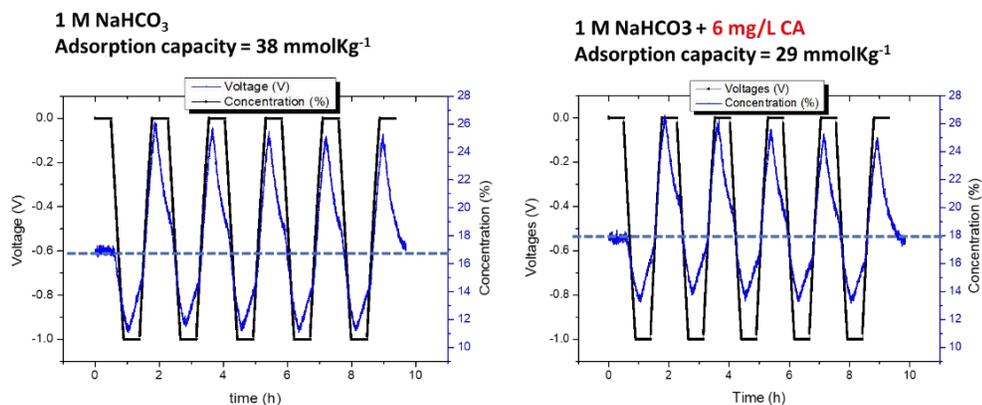 1 M NaHCO₃
Adsorption capacity = 38 mmolKg⁻¹
Voltage (V)
Concentration (%)
0.0
-0.2
-0.4
-0.6
-0.8
-1.0
Voltage (V)
28
26
24
22
20
18
16
14
12
10
Concentration (%)
0 2 4 6 8 10
time (h)
1 M NaHCO3 + 6 mg/L CA
Adsorption capacity = 29 mmolKg⁻¹
Voltages (V)
Concentration (%)
0.0
-0.2
-0.4
-0.6
-0.8
-1.0
Voltages (V)
28
26
24
22
20
18
16
14
12
10
Concentration (%)
0 2 4 6 8 10
Time (h)